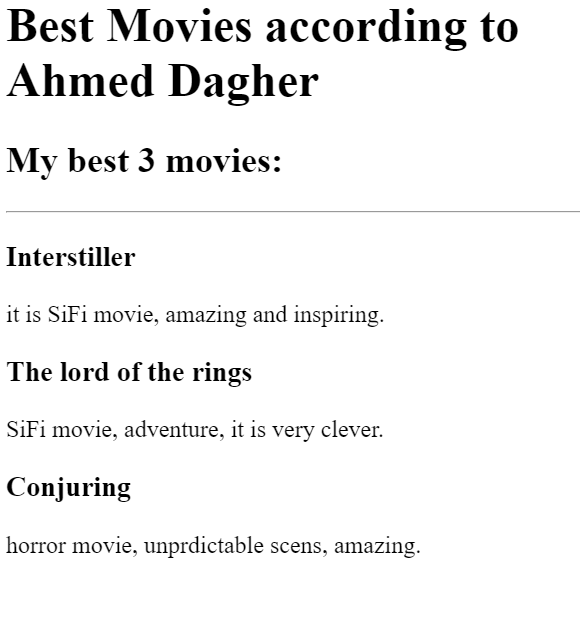 Best Movies according to
Ahmed Dagher
My best 3 movies:
Interstiller
it is SiFi movie, amazing and inspiring.
The lord of the rings
SiFi movie, adventure, it is very clever.
Conjuring
horror movie, unprdictable scens, amazing.